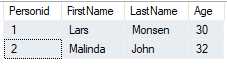 Personid FirstName LastName Age
1 Lars Monsen 30
2 Malinda John 32